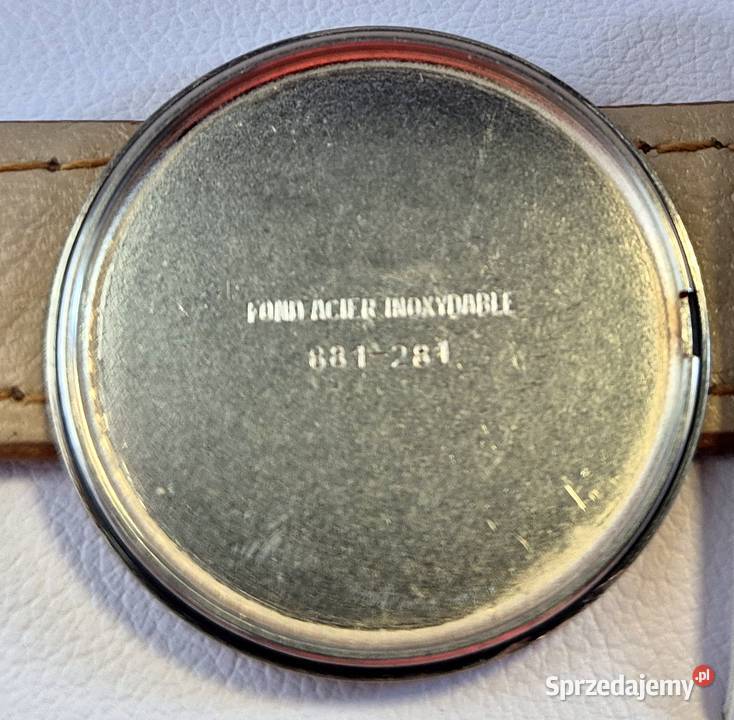 FOND ACIER INOXYDABLE
881-281
Sprzedajemy.pl